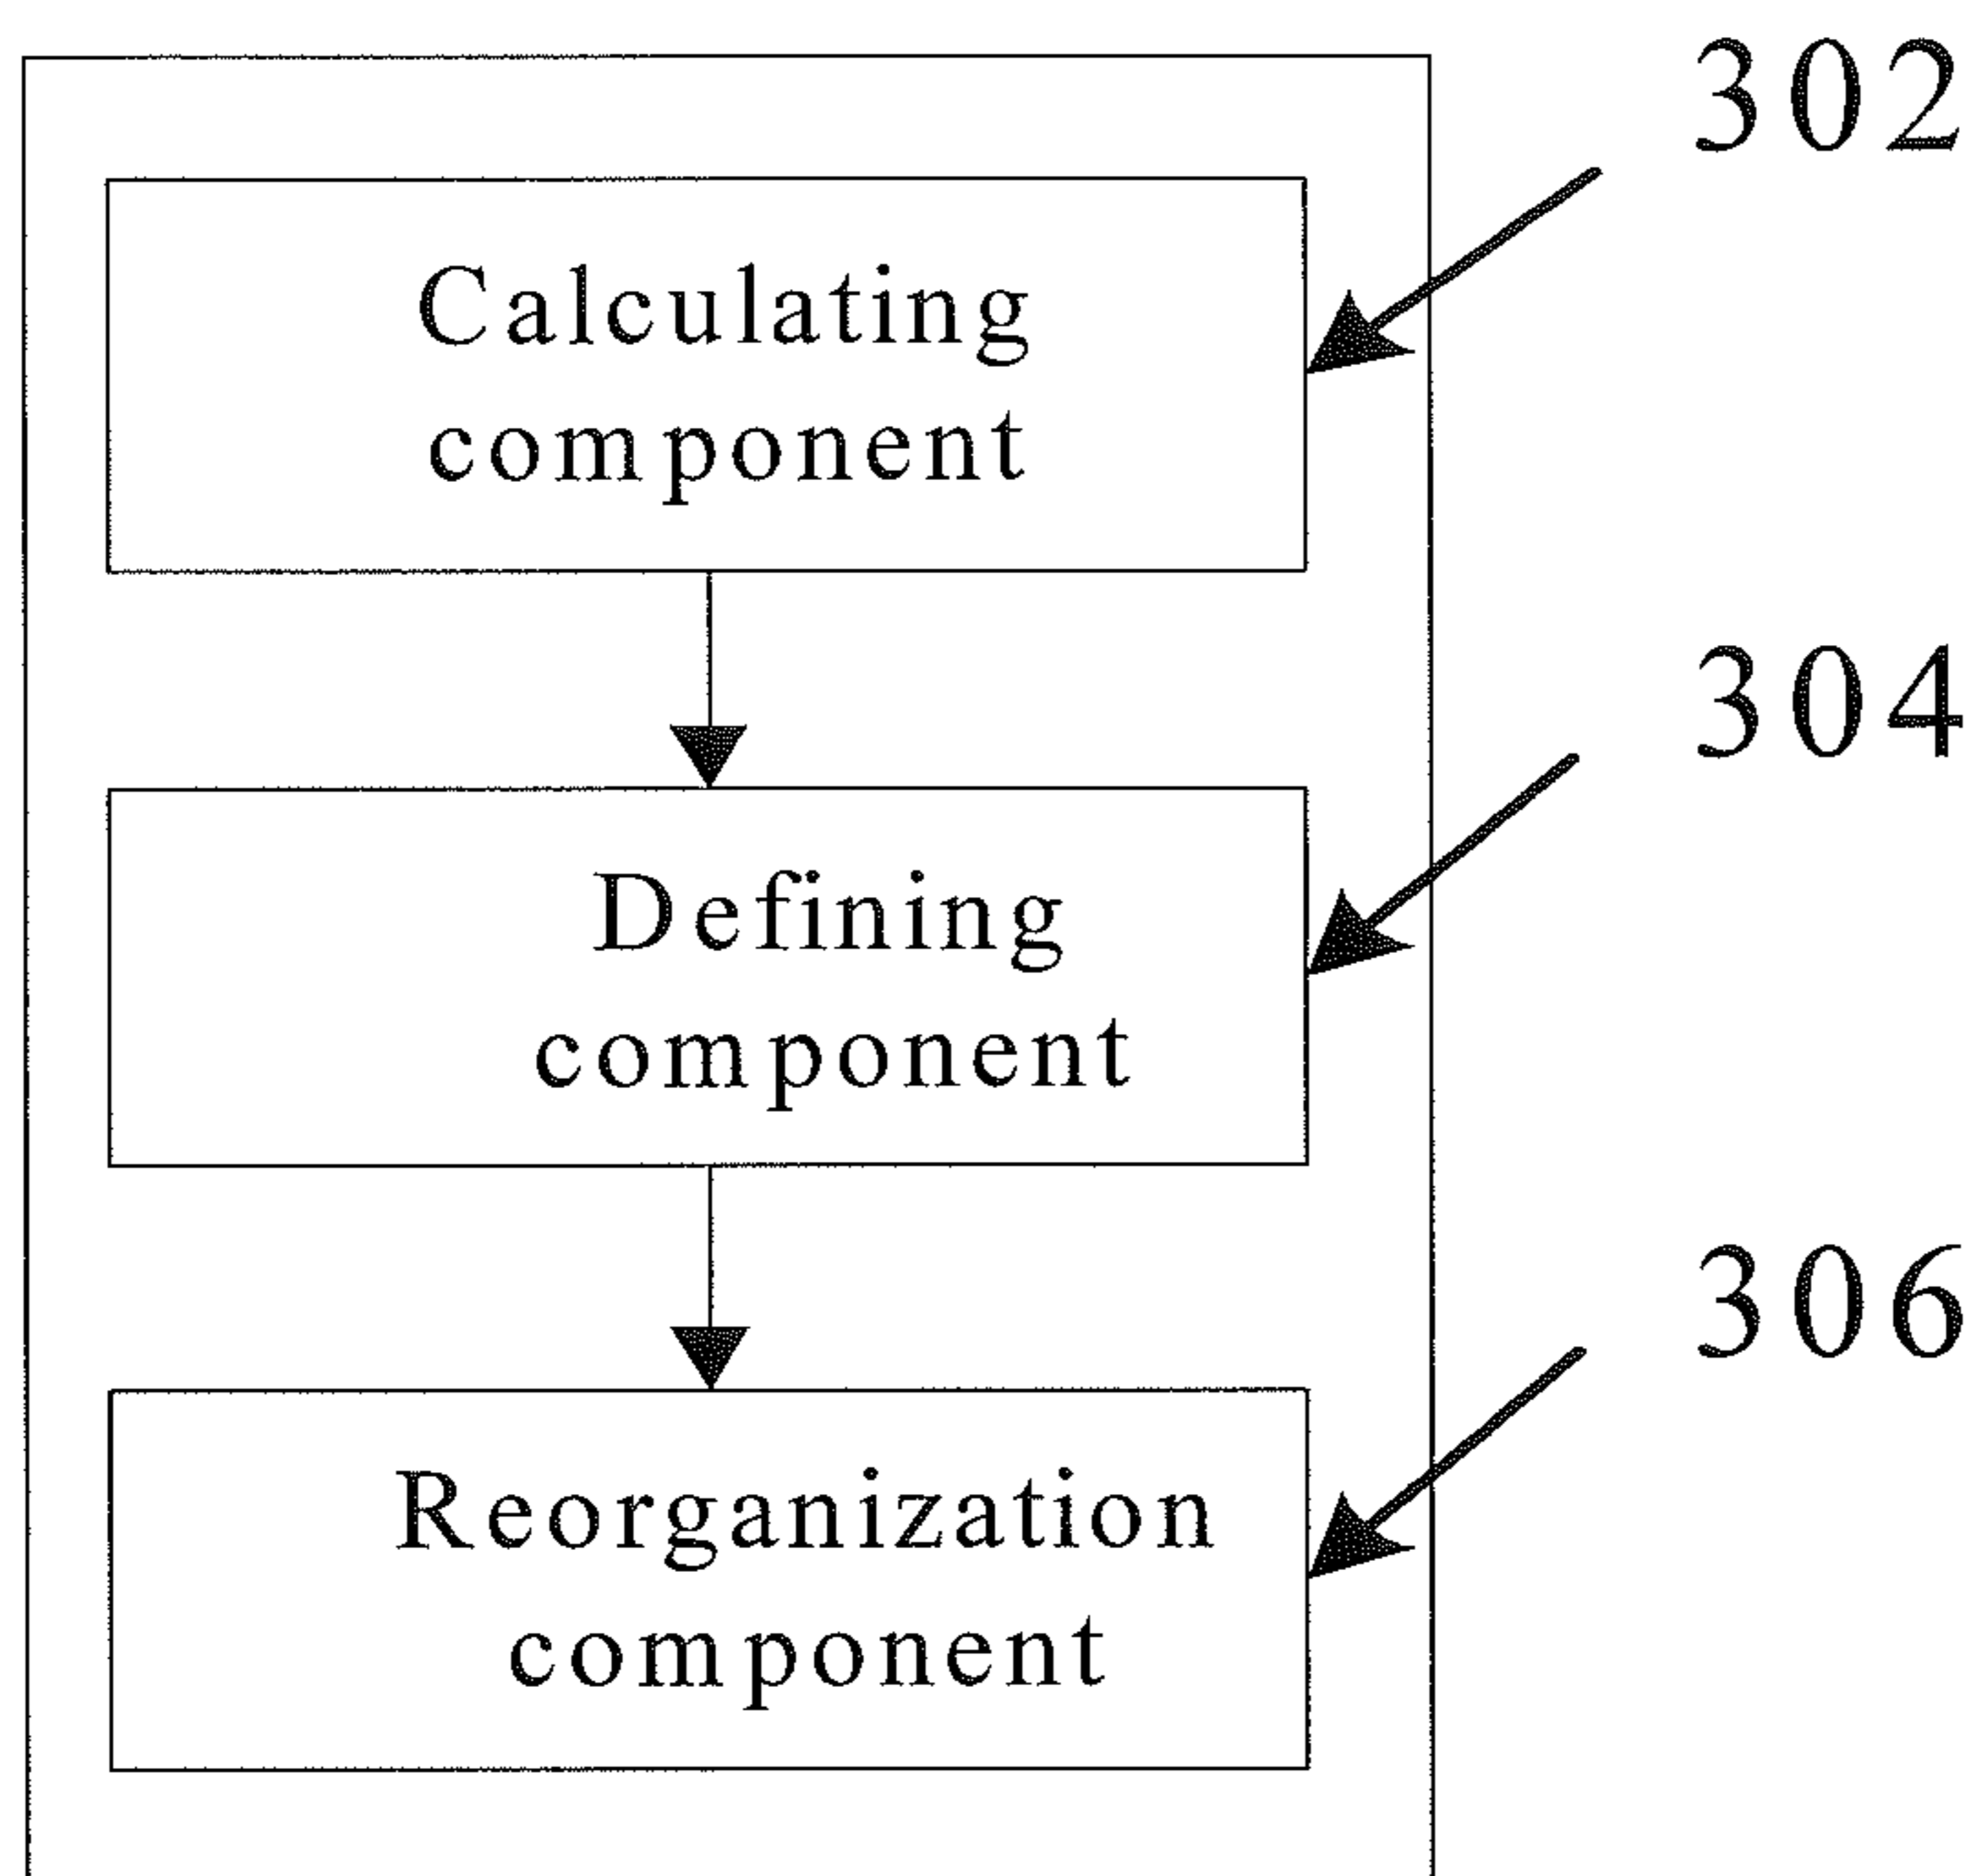 302
Calculating
component
304
Defining
component
306
Reorganization
component